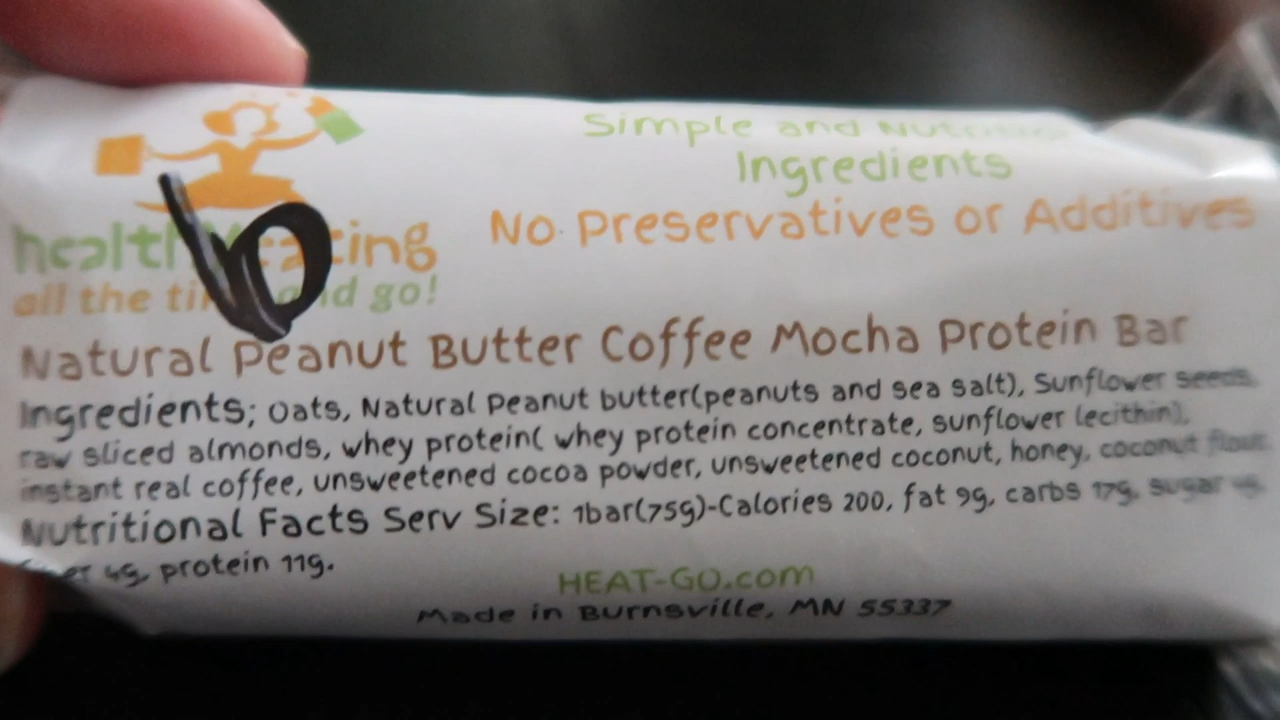 Simple and Nutritious
Ingredients
No Preservatives or Additives
healthy eating
all the time and go!
Natural Peanut Butter Coffee Mocha Protein Bar
Ingredients; Oats, Natural Peanut butter(peanuts and sea salt), Sunflower seeds,
raw sliced almonds, whey protein( whey protein concentrate, sunflower lecithin),
instant real coffee, unsweetened cocoa powder, unsweetened coconut, honey, coconut flour
Nutritional Facts Serv Size: 1bar(75g)-Calories 200, fat 9g, carbs 17g, sugar 4g,
fiber 4g, protein 11g.
HEAT-GO.com
Made in Burnsville, MN 55337